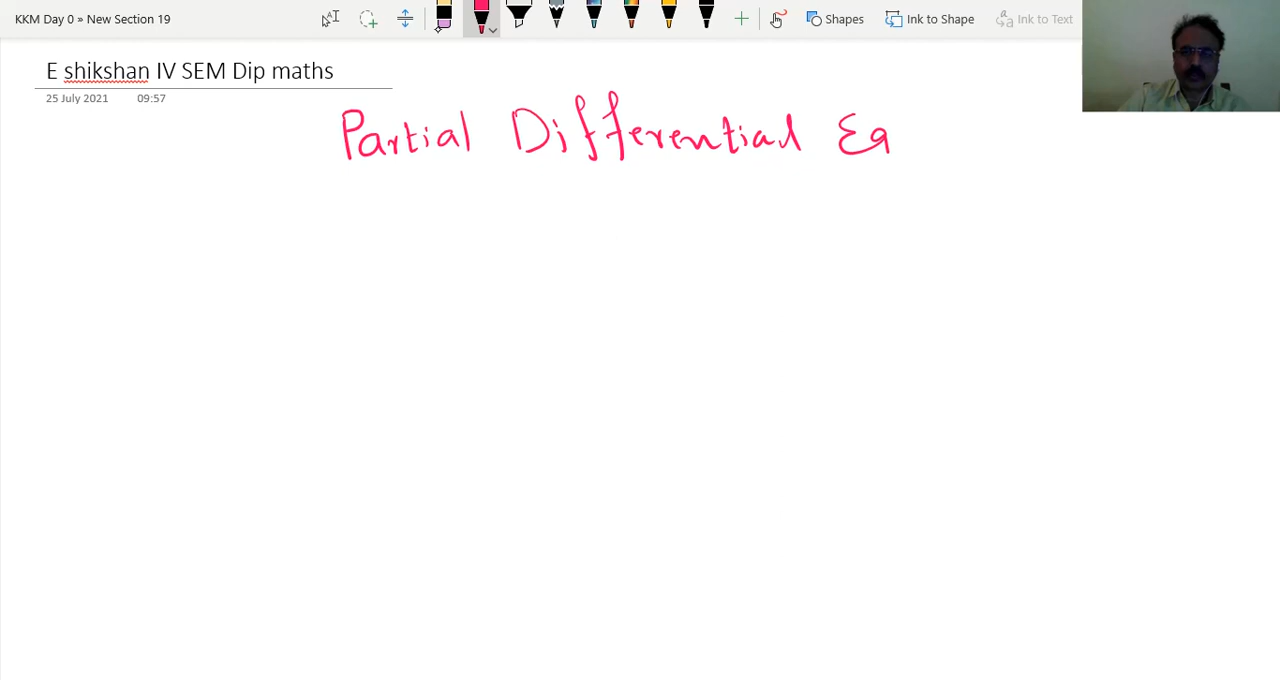 KKM Day 0 » New Section 19
Shapes
Ink to Shape
Ink to Text
E shikshan IV SEM Dip maths
25 July 2021 09:57
Partial Differential Eq